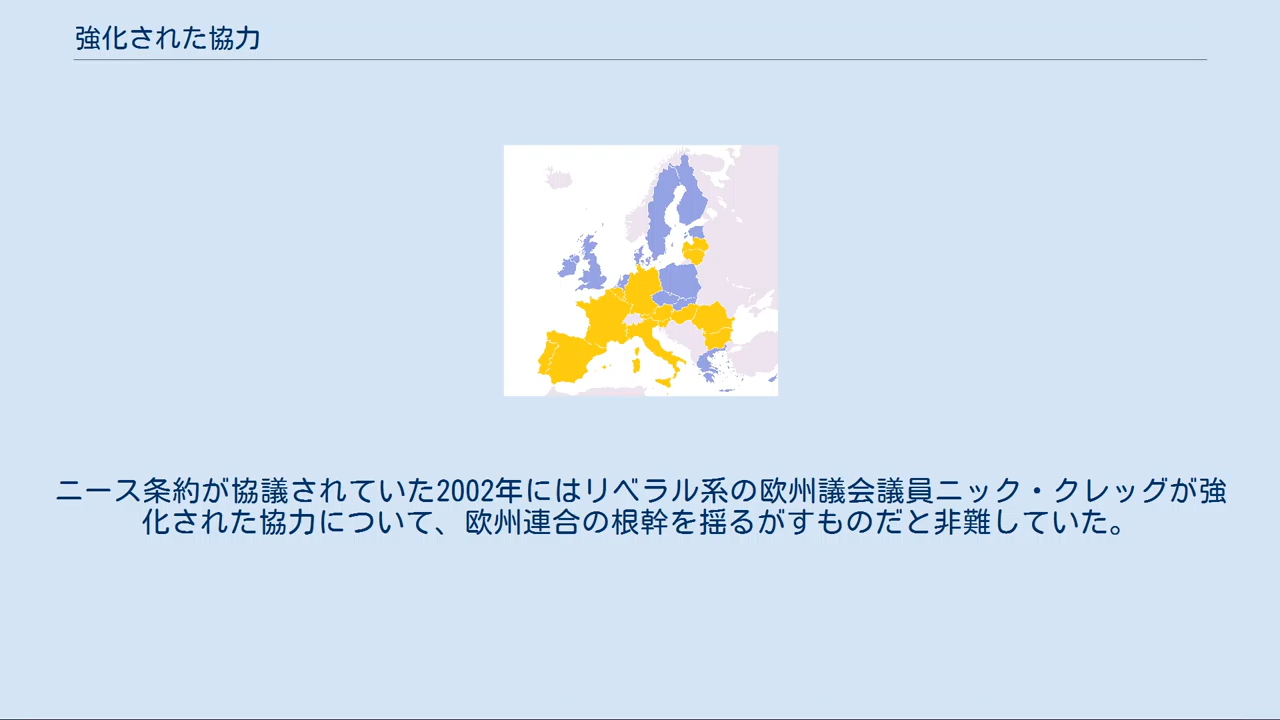 強化された協力
ニース条約が協議されていた2002年にはリベラル系の欧州議会議員ニック・クレッグが強
化された協力について、欧州連合の根幹を揺るがすものだと非難していた。